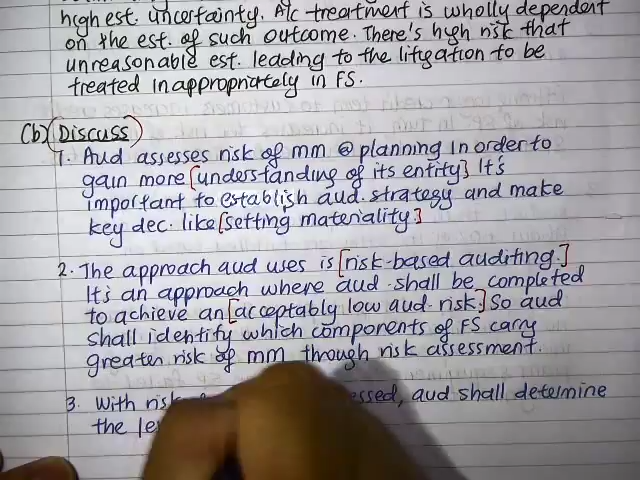 high est. uncertainty. A/c treatment is wholly dependent
on the est. of such outcome. There's high risk that
unreasonable est. leading to the litigation to be
treated inappropriately in FS.
(b) Discuss
1. Aud assesses risk of mm @ planning in order to
gain more [understanding of its entity] It's
important to establish aud. strategy and make
key dec. like [setting materiality]
2. The approach aud uses is [risk-based auditing.]
It's an approach where aud. shall be completed
to achieve an [acceptably low aud. risk.] So aud
shall identify which components of FS carry
greater risk of mm through risk assessment.
3. With risk essed, aud shall determine
the